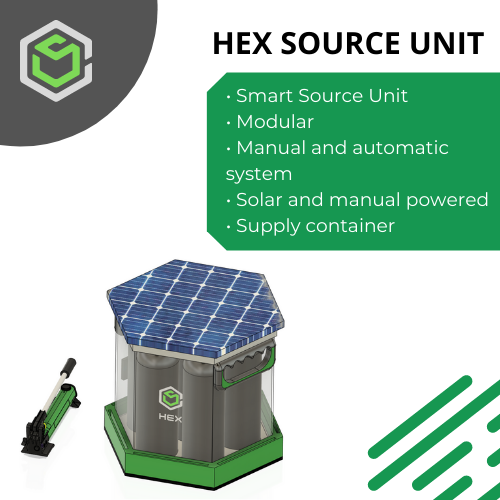 HEX SOURCE UNIT
• Smart Source Unit
• Modular
• Manual and automatic
system
• Solar and manual powered
• Supply container
HEX